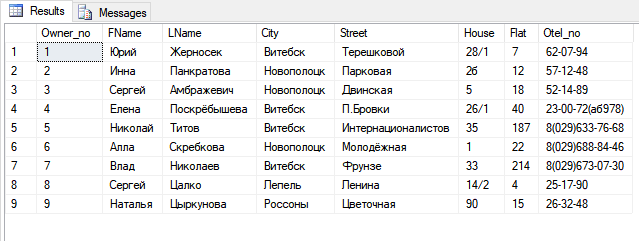 Results Messages
Owner_no FName LName City Street House Flat Otel_no
1 1 Юрий Жерносек Витебск Терешковой 28/1 7 62-07-94
2 2 Инна Панкратова Новополоцк Парковая 2б 12 57-12-48
3 3 Сергей Амбражевич Новополоцк Двинская 5 18 52-14-89
4 4 Елена Поскрёбышева Витебск П.Бровки 26/1 40 23-00-72(аб978)
5 5 Николай Титов Витебск Интернационалистов 35 187 8(029)633-76-68
6 6 Алла Скребкова Новополоцк Молодёжная 1 22 8(029)688-84-46
7 7 Влад Николаев Витебск Фрунзе 33 214 8(029)673-07-30
8 8 Сергей Цалко Лепель Ленина 14/2 4 25-17-90
9 9 Наталья Цыркунова Россоны Цветочная 90 15 26-32-48